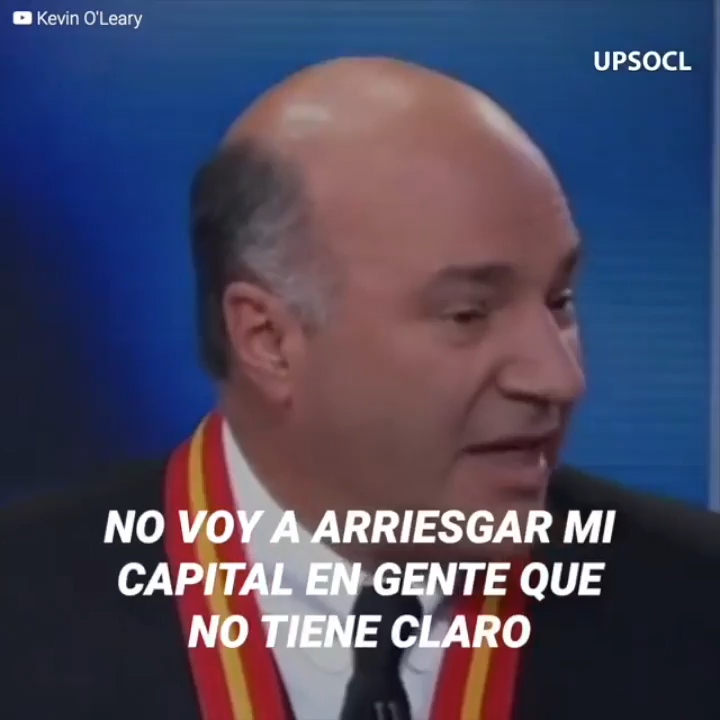 Kevin O'Leary
UPSOCL
NO VOY A ARRIESGAR MI
CAPITAL EN GENTE QUE
NO TIENE CLARO